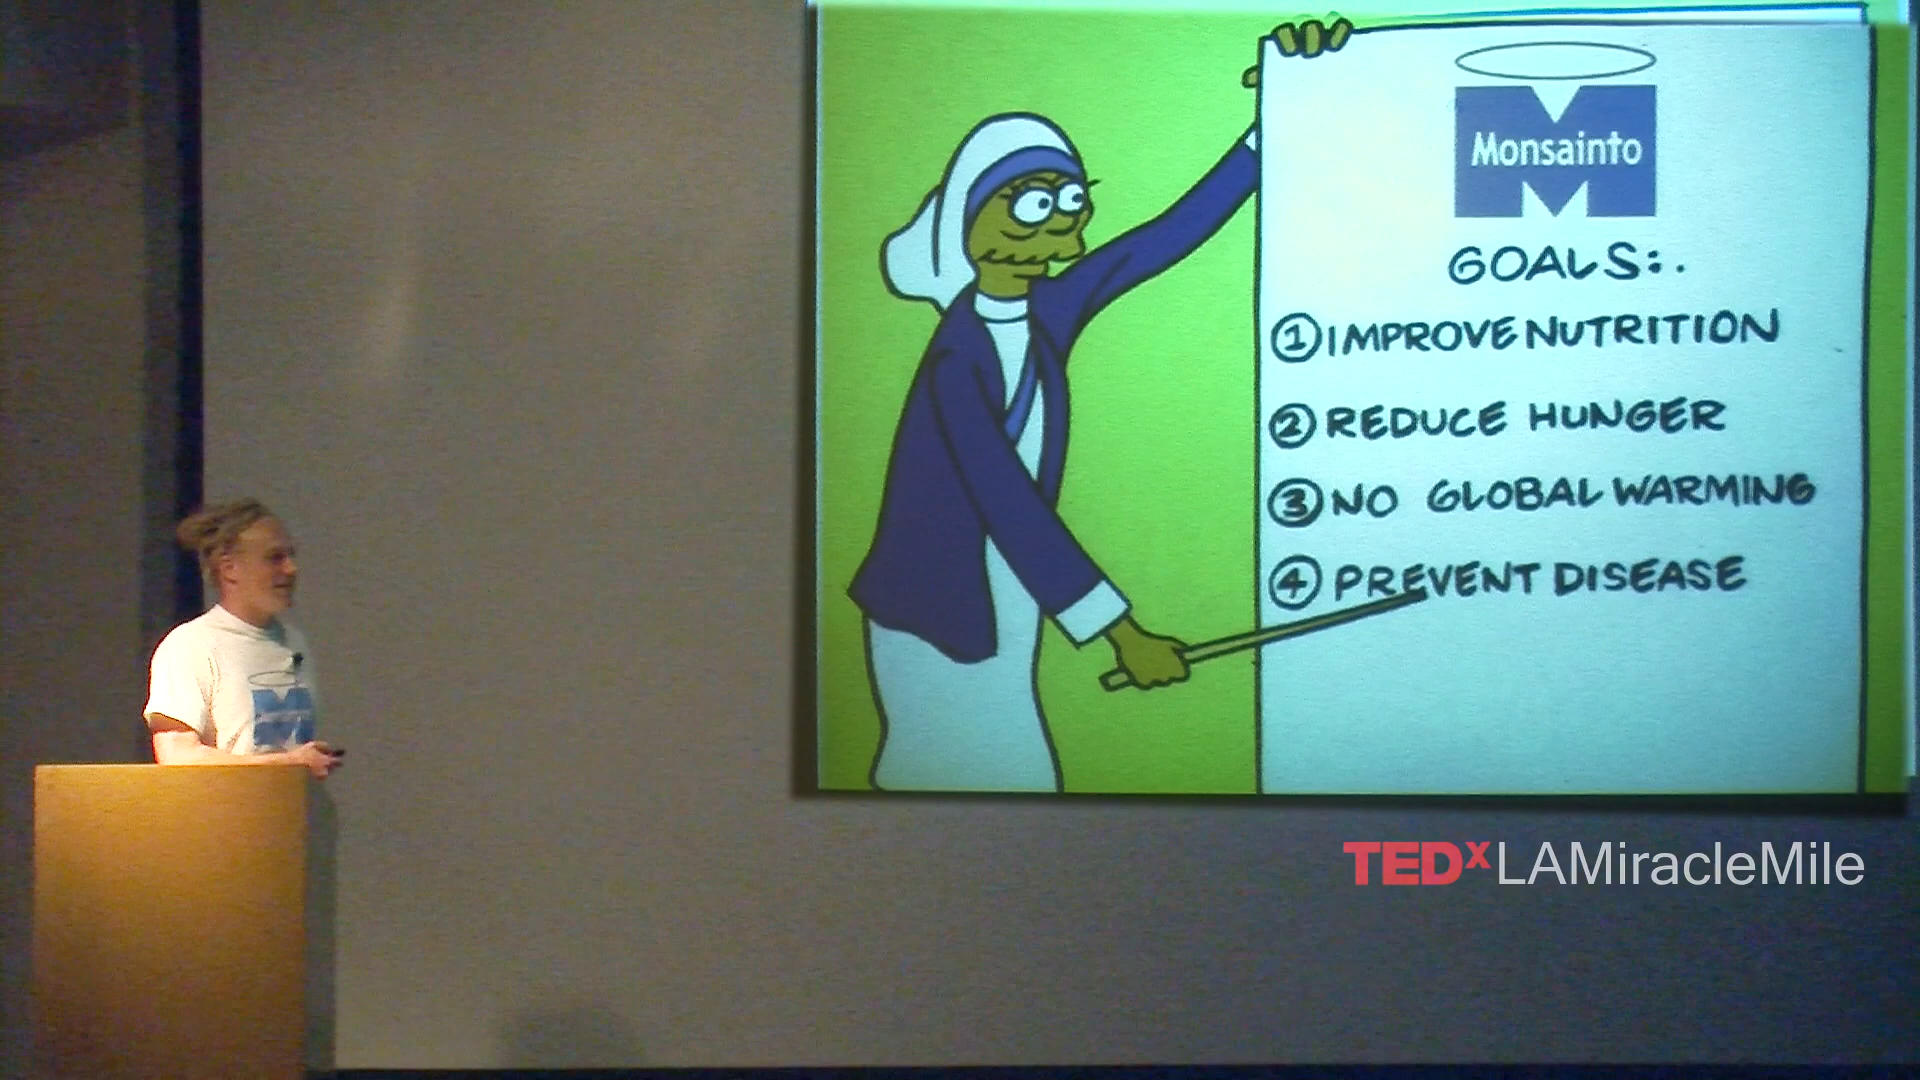 Monsainto
GOALS:.
① IMPROVE NUTRITION
② REDUCE HUNGER
③ NO GLOBAL WARMING
④ PREVENT DISEASE
TEDxLAMiracleMile